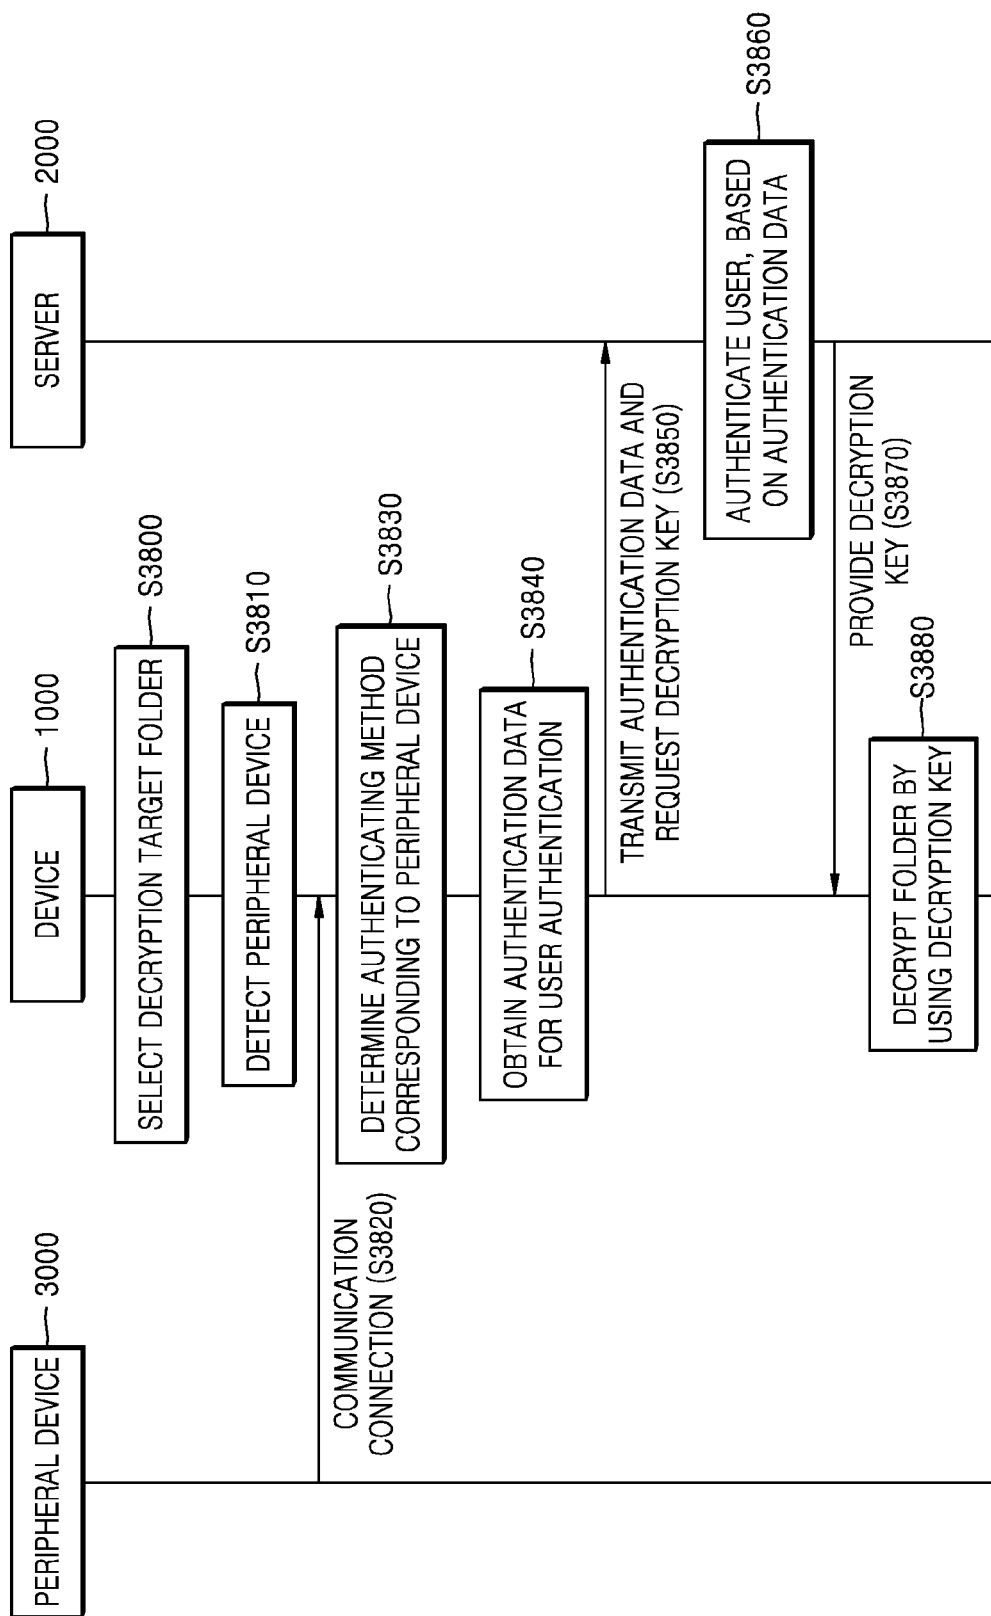 PERIPHERAL DEVICE
3000
DEVICE
1000
SERVER
2000
SELECT DECRYPTION TARGET FOLDER
S3800
DETECT PERIPHERAL DEVICE
S3810
COMMUNICATION
CONNECTION (S3820)
DETERMINE AUTHENTICATING METHOD
CORRESPONDING TO PERIPHERAL DEVICE
S3830
OBTAIN AUTHENTICATION DATA
FOR USER AUTHENTICATION
S3840
TRANSMIT AUTHENTICATION DATA AND
REQUEST DECRYPTION KEY (S3850)
AUTHENTICATE USER, BASED
ON AUTHENTICATION DATA
S3860
PROVIDE DECRYPTION
KEY (S3870)
DECRYPT FOLDER BY
USING DECRYPTION KEY
S3880